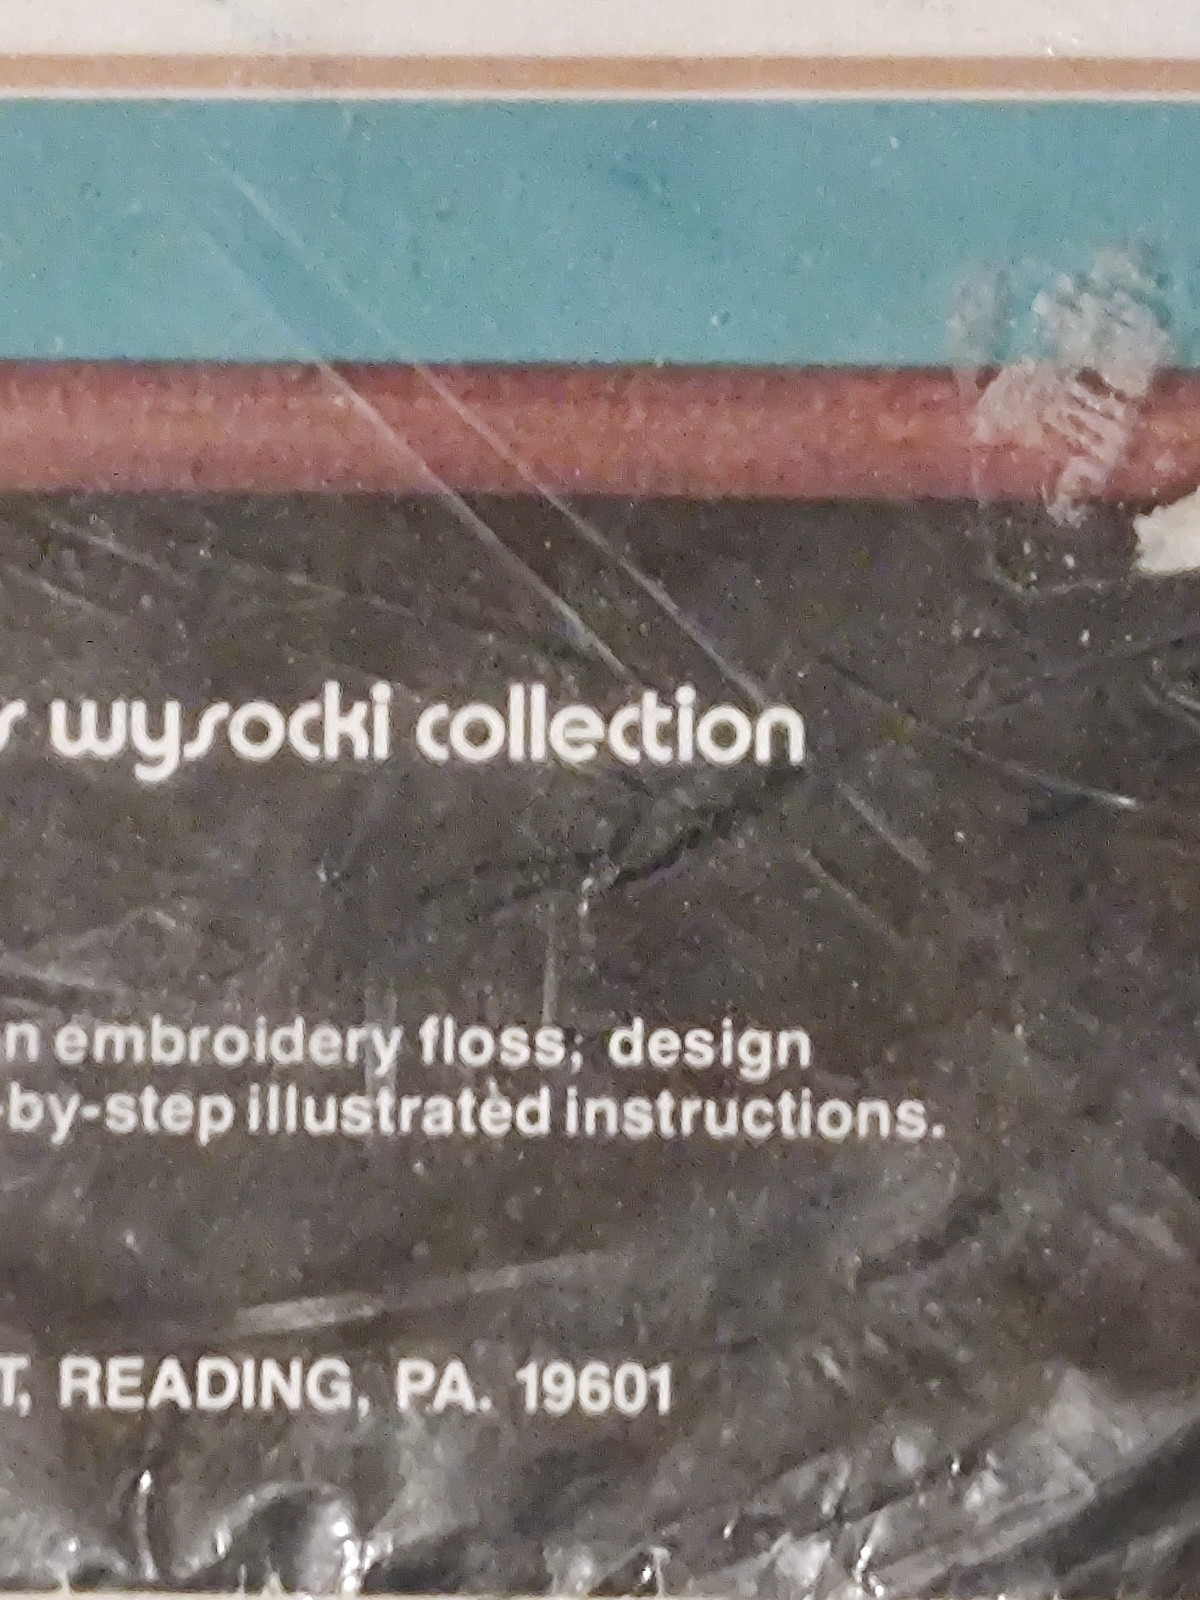 s wysocki collection
n embroidery floss, design
-by-step illustrated instructions.
T, READING, PA. 19601